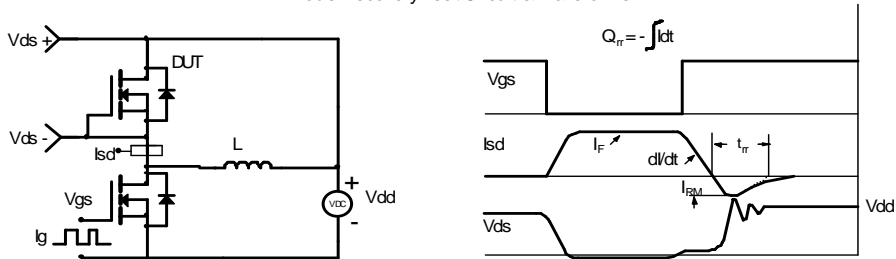 Vds +
DUT
Vds -
Isd
L
Vgs
Ig
+
VDC
-
Vdd
Qrr = - ∫Idt
Vgs
Isd
IF
dI/dt
trr
IRM
Vdd
Vds